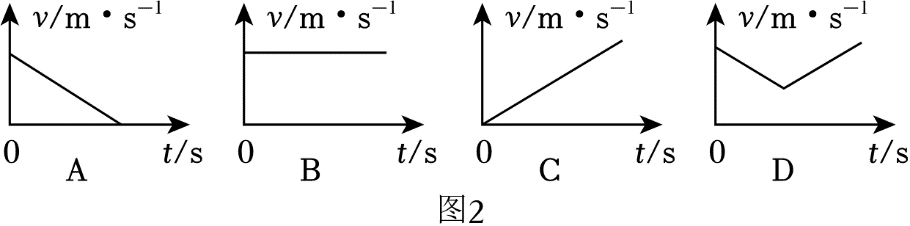 v/m·s⁻¹ v/m·s⁻¹ v/m·s⁻¹ v/m·s⁻¹
0 t/s 0 t/s 0 t/s 0 t/s
A B C D
图2